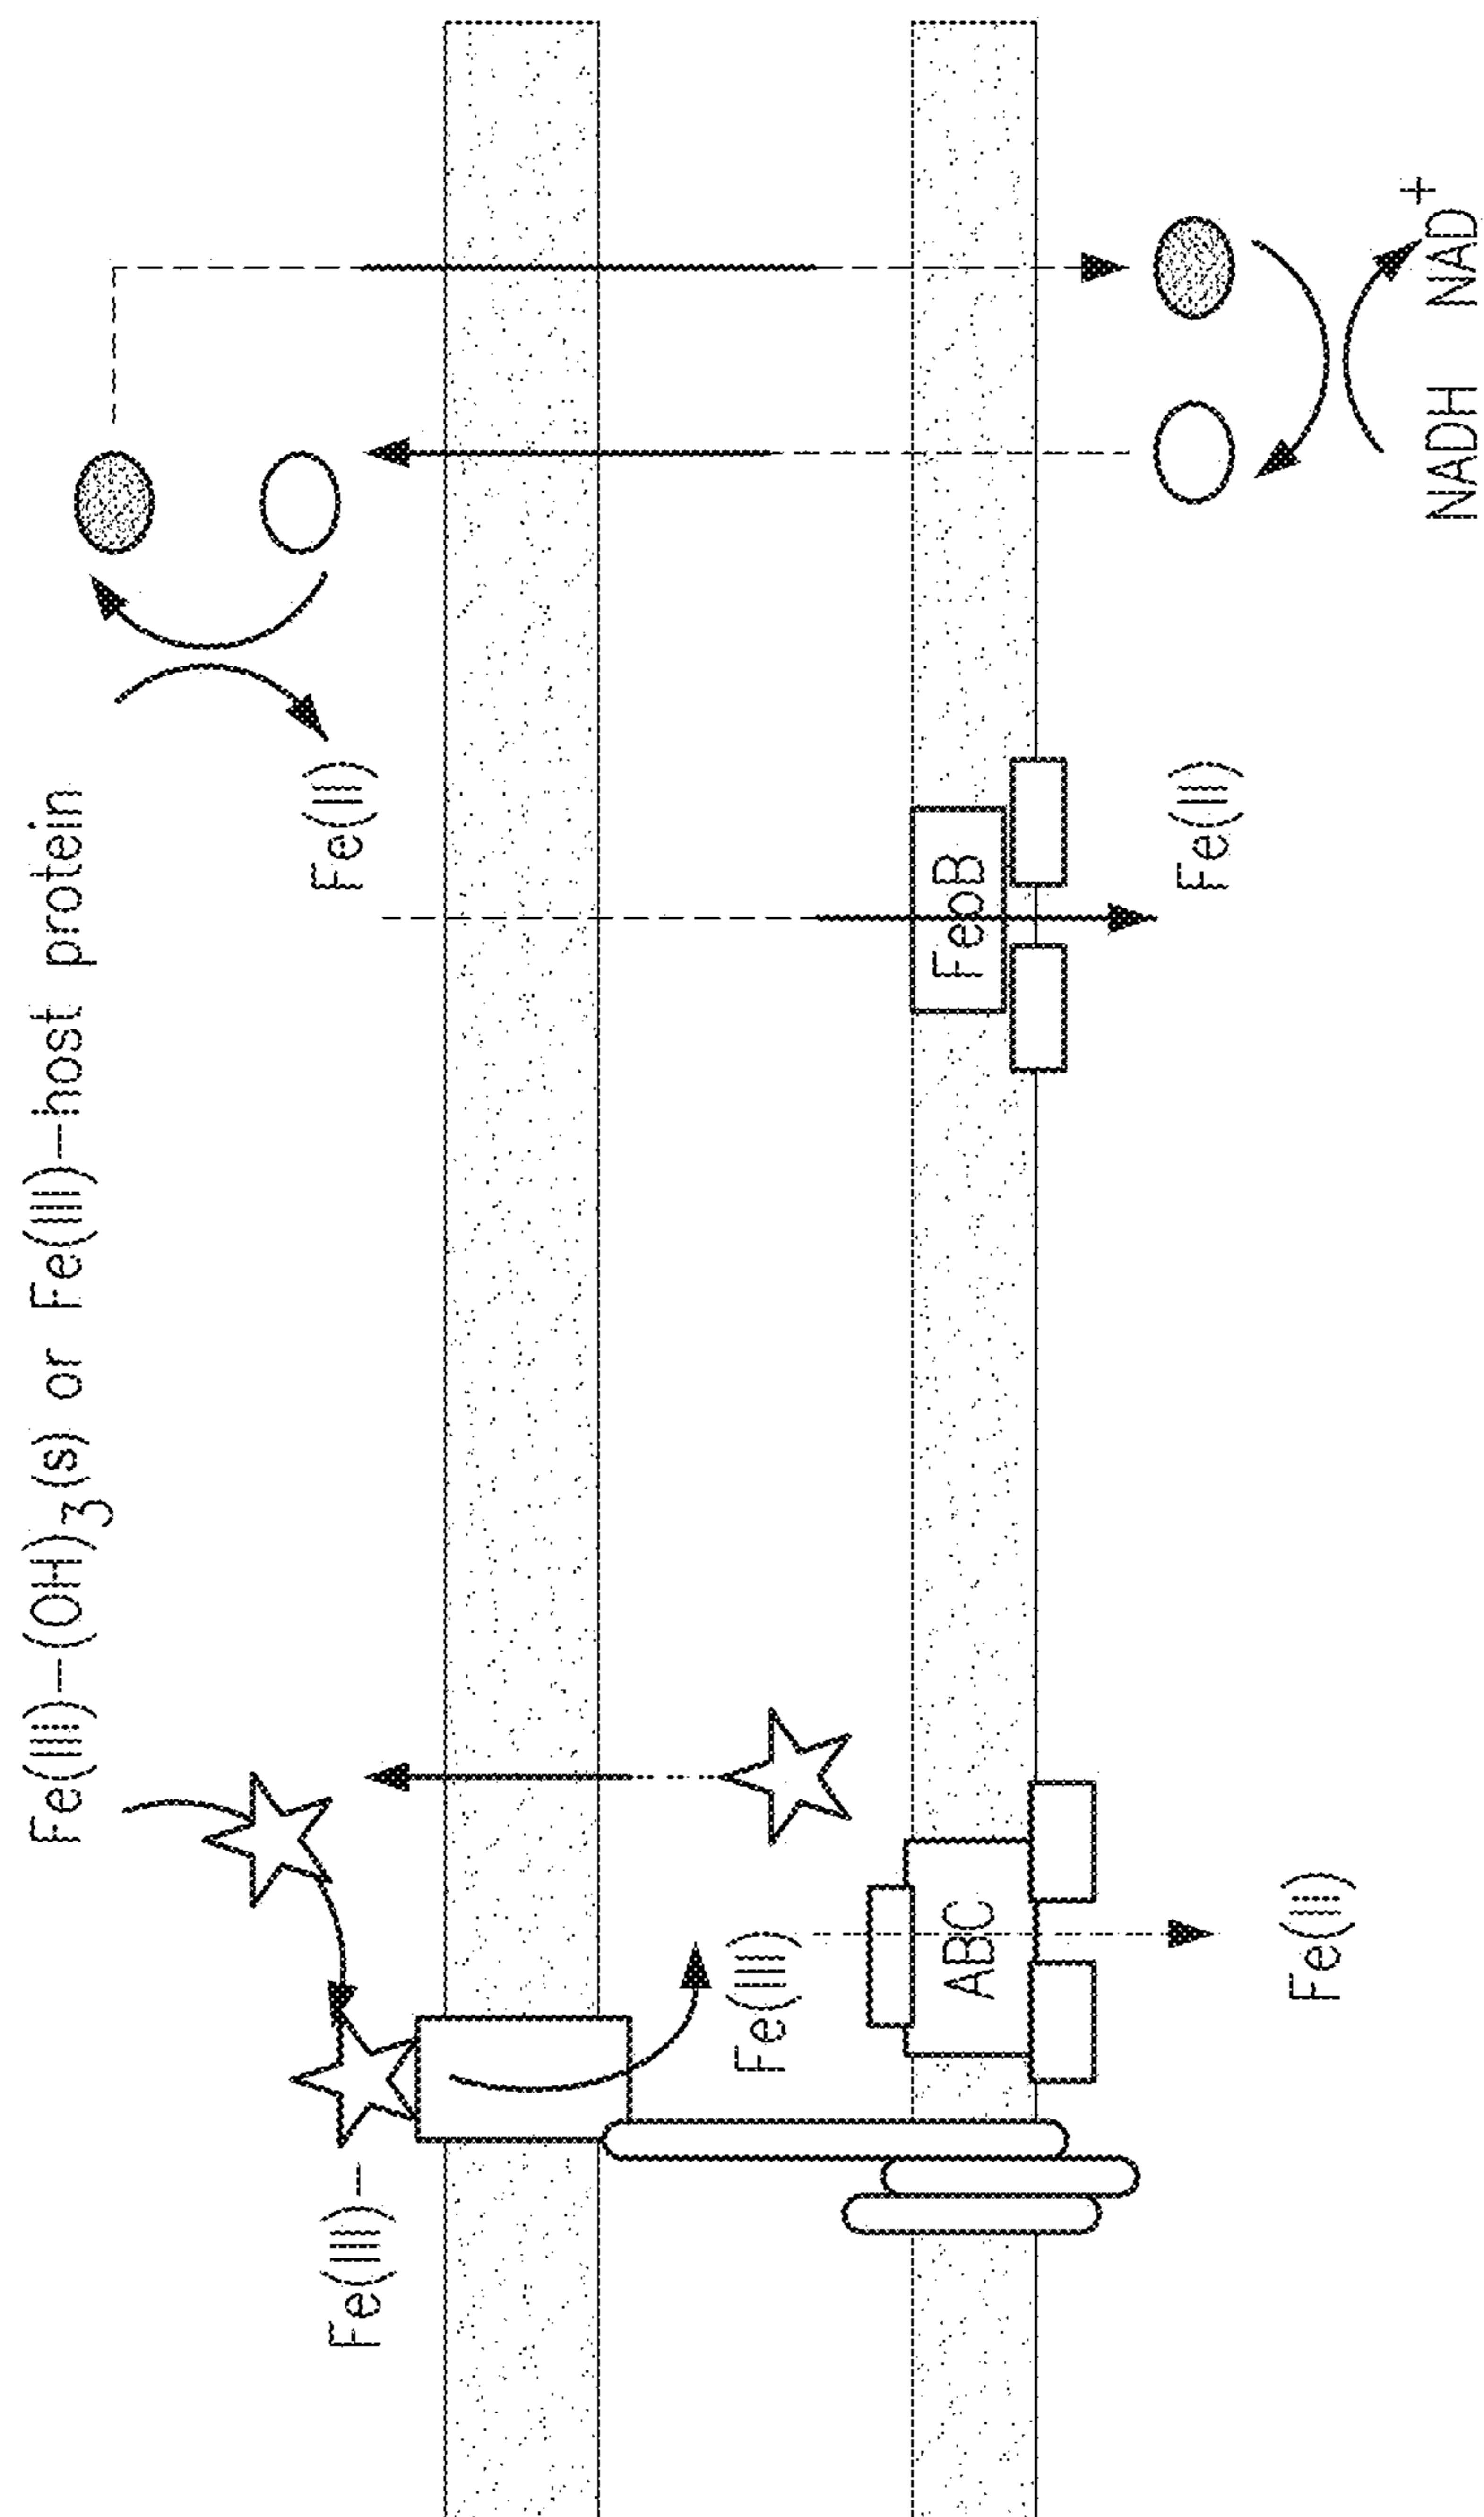 Fe(III)–(OH)₃(s) or Fe(III)–host protein
Fe(III)–
Fe(II)
Fe(III)
ABC
FeoB
Fe(II)
Fe(II)
NADH NAD⁺